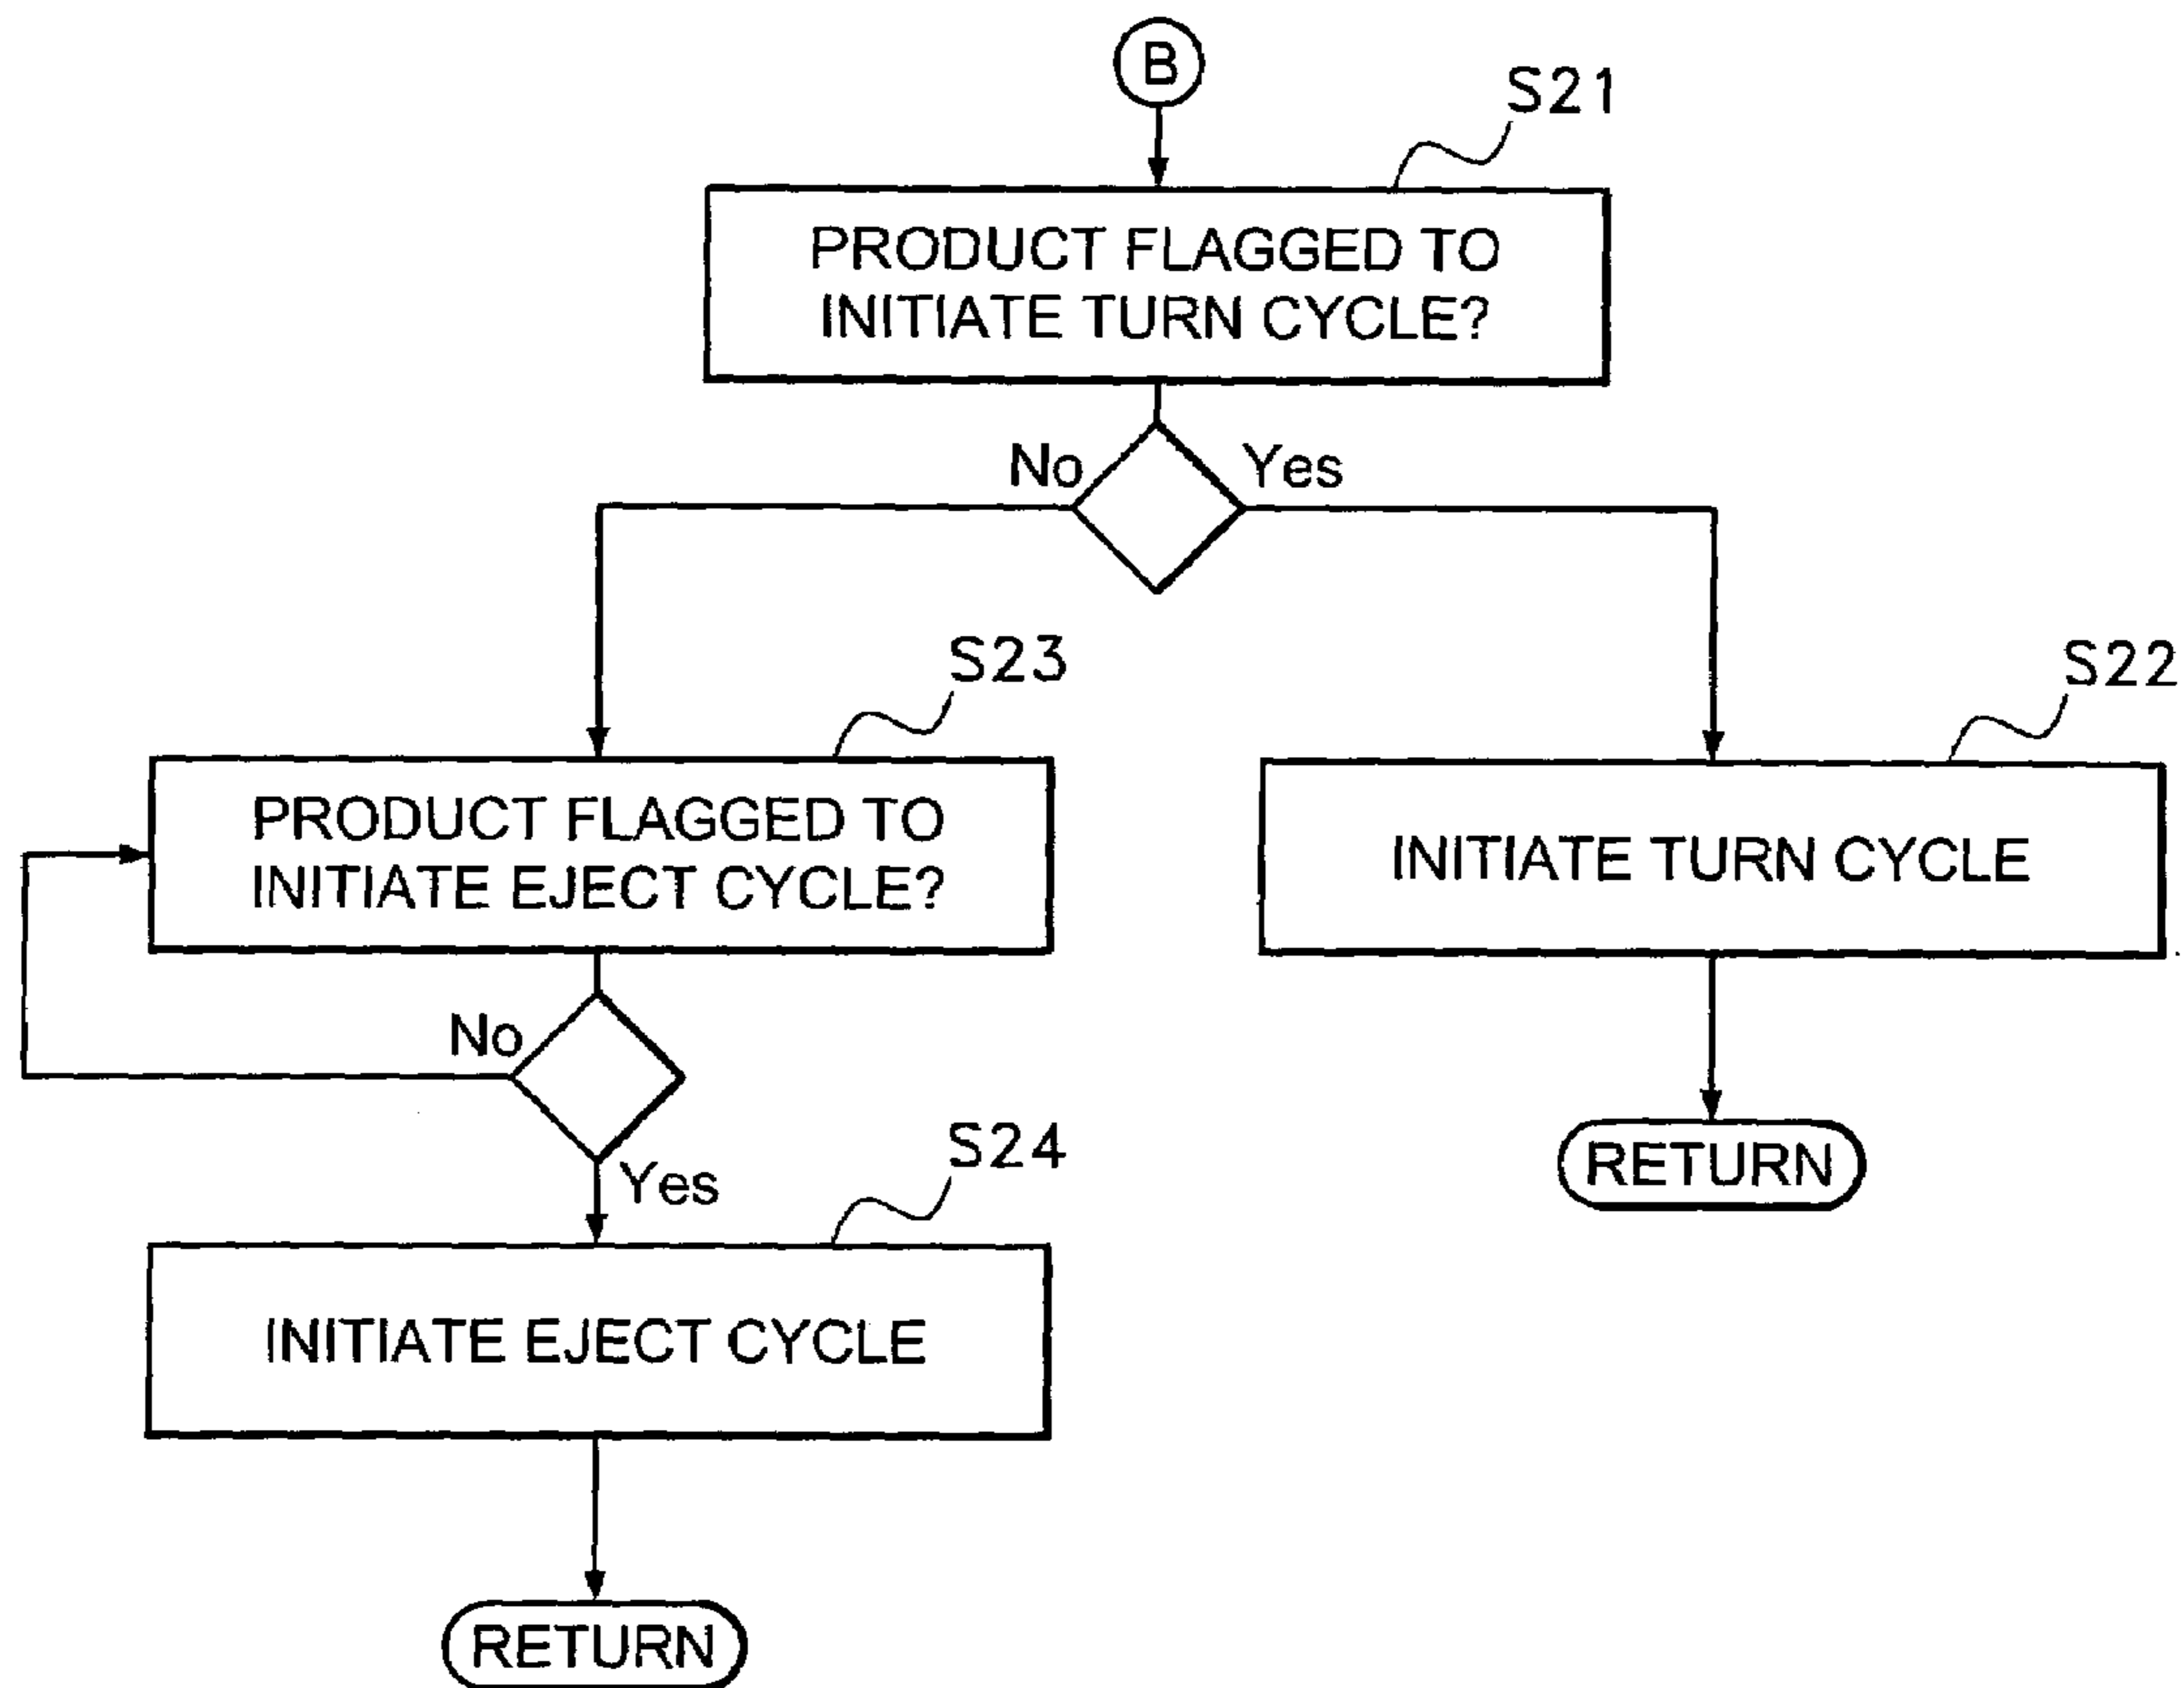 B
S21
PRODUCT FLAGGED TO
INITIATE TURN CYCLE?
No
Yes
S23
S22
PRODUCT FLAGGED TO
INITIATE EJECT CYCLE?
INITIATE TURN CYCLE
No
Yes
S24
RETURN
INITIATE EJECT CYCLE
RETURN